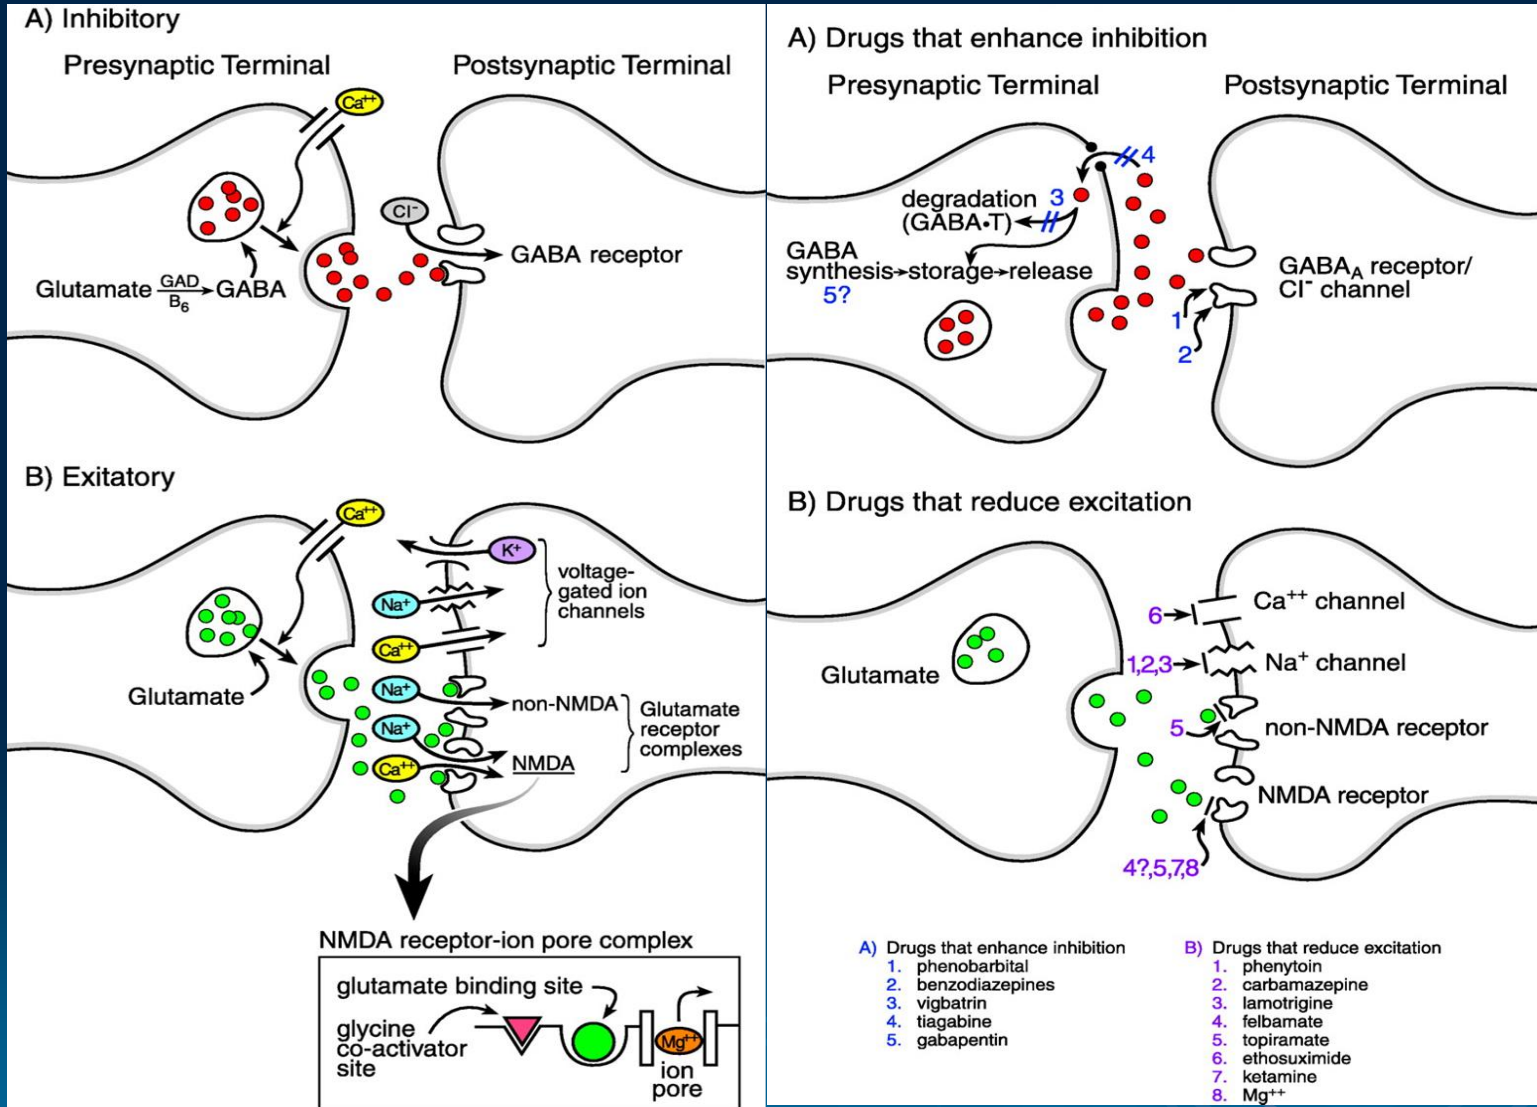 A) Inhibitory
Presynaptic Terminal
Postsynaptic Terminal
Ca++
Cl-
GABA receptor
Glutamate GAD B6 GABA
B) Exitatory
Ca++
K+
voltage-
gated ion
channels
Na+
Ca++
Na+
non-NMDA
Na+
Glutamate
receptor
complexes
Glutamate
Ca++
NMDA
NMDA receptor-ion pore complex
glutamate binding site
glycine
co-activator
site
Mg++
ion
pore
A) Drugs that enhance inhibition
Presynaptic Terminal
Postsynaptic Terminal
4
degradation 3
(GABA•T)
GABA
synthesis storage release
5?
GABAA receptor/
Cl- channel
1
2
B) Drugs that reduce excitation
6
Ca++ channel
1,2,3
Na+ channel
Glutamate
5
non-NMDA receptor
NMDA receptor
4?,5,7,8
A) Drugs that enhance inhibition
1. phenobarbital
2. benzodiazepines
3. vigbatrin
4. tiagabine
5. gabapentin
B) Drugs that reduce excitation
1. phenytoin
2. carbamazepine
3. lamotrigine
4. felbamate
5. topiramate
6. ethosuximide
7. ketamine
8. Mg++